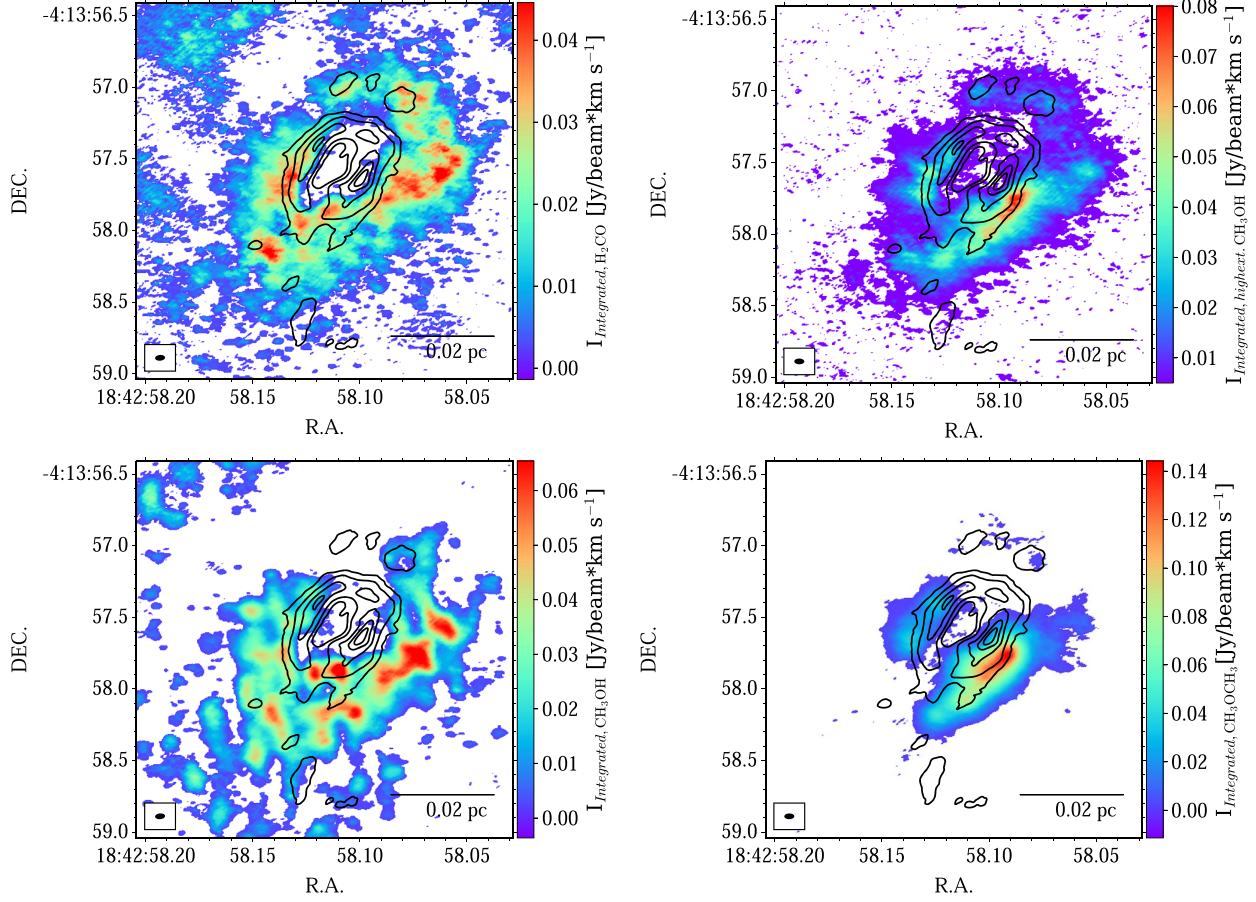 -4:13:56.5
57.0
57.5
58.0
58.5
59.0
DEC.
18:42:58.20 58.15 58.10 58.05
R.A.
0.02 pc
0.04
0.03
0.02
0.01
0.00
I_Integrated, H₂CO [Jy/beam*km s⁻¹]
-4:13:56.5
57.0
57.5
58.0
58.5
59.0
DEC.
18:42:58.20 58.15 58.10 58.05
R.A.
0.02 pc
0.08
0.07
0.06
0.05
0.04
0.03
0.02
0.01
I_Integrated, highext. CH₃OH [Jy/beam*km s⁻¹]
-4:13:56.5
57.0
57.5
58.0
58.5
59.0
DEC.
18:42:58.20 58.15 58.10 58.05
R.A.
0.02 pc
0.06
0.05
0.04
0.03
0.02
0.01
0.00
I_Integrated, CH₃OH [Jy/beam*km s⁻¹]
-4:13:56.5
57.0
57.5
58.0
58.5
59.0
DEC.
18:42:58.20 58.15 58.10 58.05
R.A.
0.02 pc
0.14
0.12
0.10
0.08
0.06
0.04
0.02
0.00
I_Integrated, CH₃OCH₃ [Jy/beam*km s⁻¹]